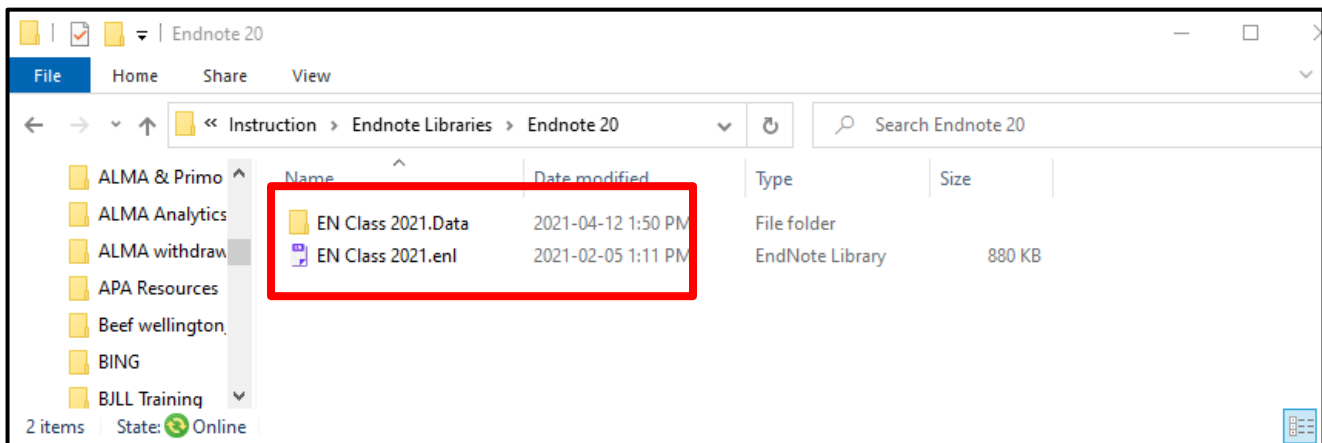 Endnote 20
File Home Share View
« Instruction > Endnote Libraries > Endnote 20 Search Endnote 20
Name Date modified Type Size
ALMA & Primo
ALMA Analytics
ALMA withdraw
APA Resources
Beef wellington_
BING
BJLL Training
EN Class 2021.Data 2021-04-12 1:50 PM File folder
EN Class 2021.enl 2021-02-05 1:11 PM EndNote Library 880 KB
2 items State: Online